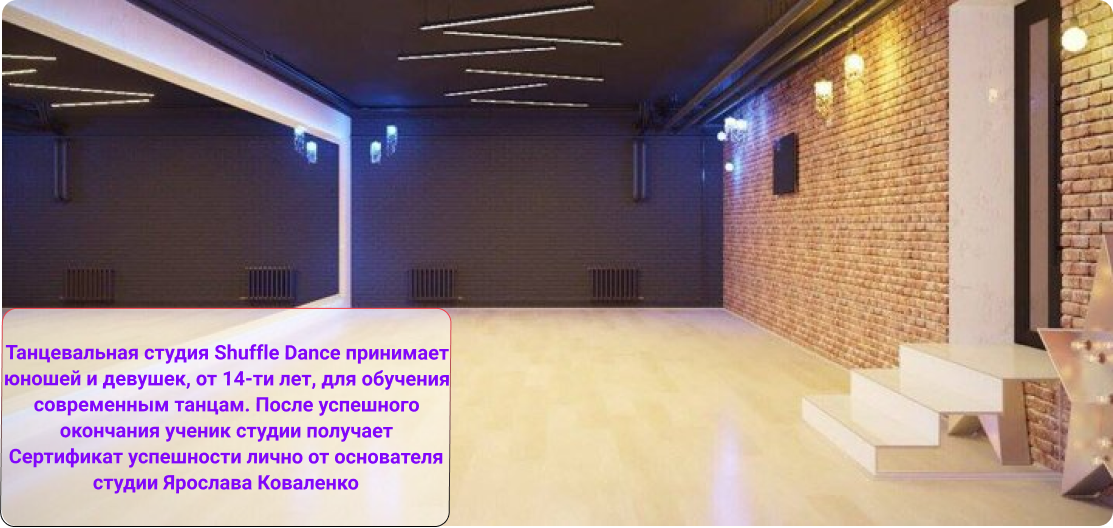 Танцевальная студия Shuffle Dance принимает
юношей и девушек, от 14-ти лет, для обучения
современным танцам. После успешного
окончания ученик студии получает
Сертификат успешности лично от основателя
студии Ярослава Коваленко